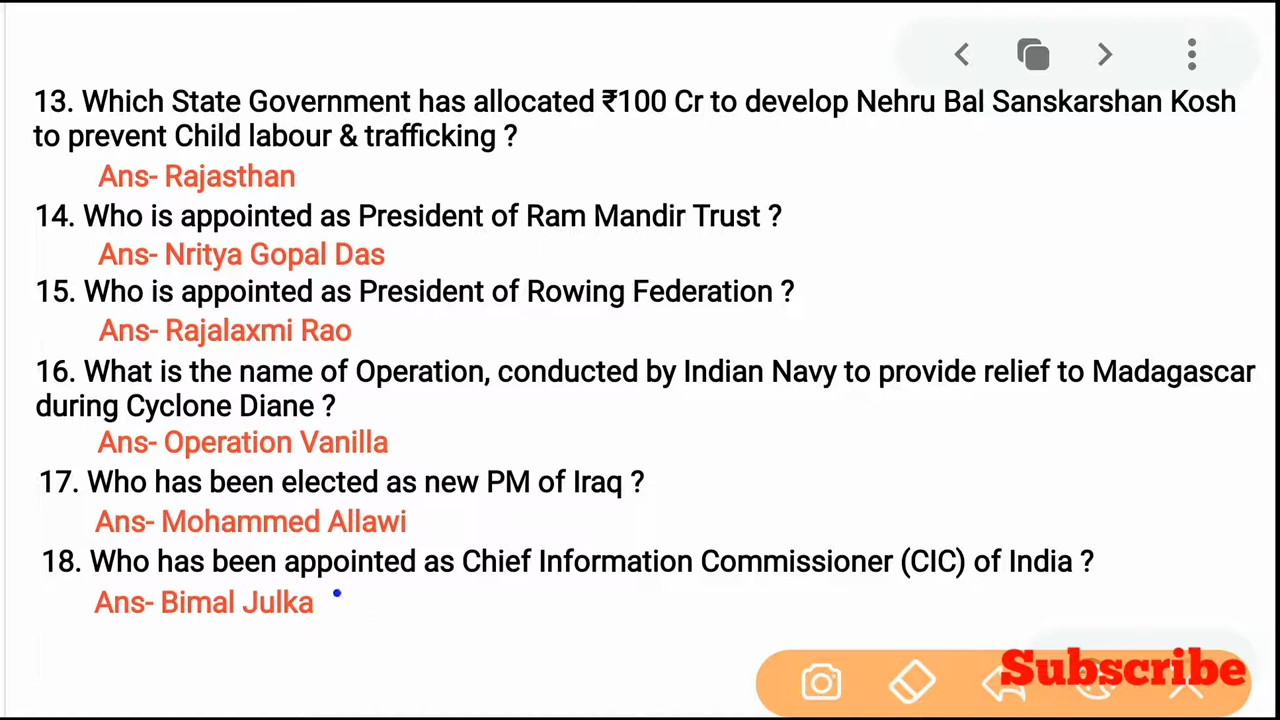 13. Which State Government has allocated ₹100 Cr to develop Nehru Bal Sanskarshan Kosh
to prevent Child labour & trafficking ?
Ans- Rajasthan
14. Who is appointed as President of Ram Mandir Trust ?
Ans- Nritya Gopal Das
15. Who is appointed as President of Rowing Federation ?
Ans- Rajalaxmi Rao
16. What is the name of Operation, conducted by Indian Navy to provide relief to Madagascar
during Cyclone Diane ?
Ans- Operation Vanilla
17. Who has been elected as new PM of Iraq ?
Ans- Mohammed Allawi
18. Who has been appointed as Chief Information Commissioner (CIC) of India ?
Ans- Bimal Julka
Subscribe